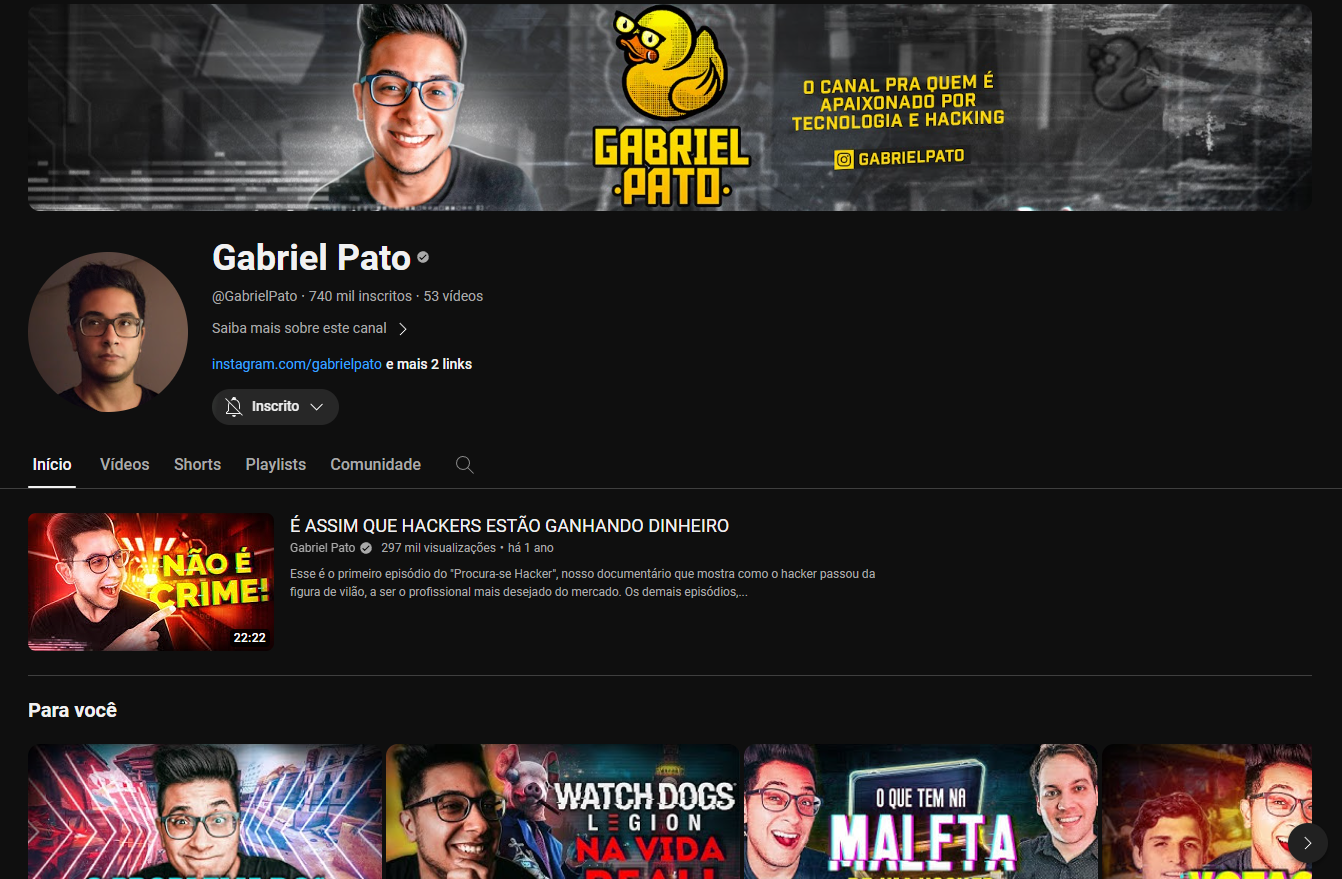 GABRIEL
PATO
O CANAL PRA QUEM É
APAIXONADO POR
TECNOLOGIA E HACKING
GABRIELPATO
Gabriel Pato
@GabrielPato · 740 mil inscritos · 53 vídeos
Saiba mais sobre este canal
instagram.com/gabrielpato e mais 2 links
Inscrito
Início Vídeos Shorts Playlists Comunidade
NÃO É
CRIME!
22:22
É ASSIM QUE HACKERS ESTÃO GANHANDO DINHEIRO
Gabriel Pato 297 mil visualizações • há 1 ano
Esse é o primeiro episódio do "Procura-se Hacker", nosso documentário que mostra como o hacker passou da
figura de vilão, a ser o profissional mais desejado do mercado. Os demais episódios,...
Para você
WATCH DOGS
LEGION
NA VIDA
REAL!
O QUE TEM NA
MALETA